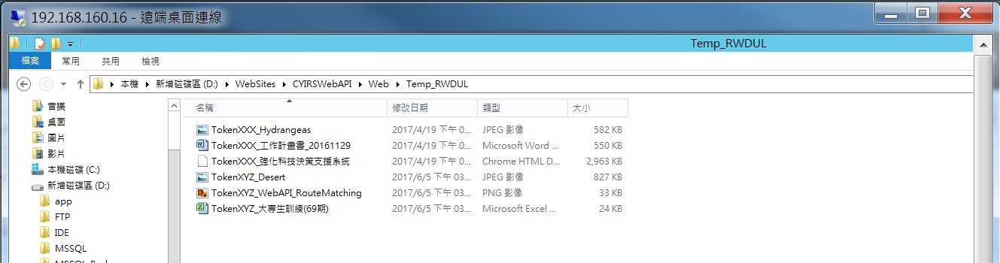 192.168.160.16 - 遠端桌面連線
Temp_RWDUL
檔案 常用 共用 檢視
本機 新增磁碟區 (D:) WebSites CYIRSWebAPI Web Temp_RWDUL
音樂
桌面
圖片
影片
本機磁碟 (C:)
新增磁碟區 (D:)
app
FTP
IDE
MSSQL
名稱 修改日期 類型 大小
TokenXXX_Hydrangeas 2017/4/19 下午 0... JPEG 影像 582 KB
TokenXXX_工作計畫書_20161129 2017/4/19 下午 0... Microsoft Word ... 550 KB
TokenXXX_強化科技決策支援系統 2017/4/19 下午 0... Chrome HTML D... 2,963 KB
TokenXYZ_Desert 2017/6/5 下午 03... JPEG 影像 827 KB
TokenXYZ_WebAPI_RouteMatching 2017/6/5 下午 03... PNG 影像 33 KB
TokenXYZ_大專生訓練(69期) 2017/6/5 下午 03... Microsoft Excel ... 24 KB